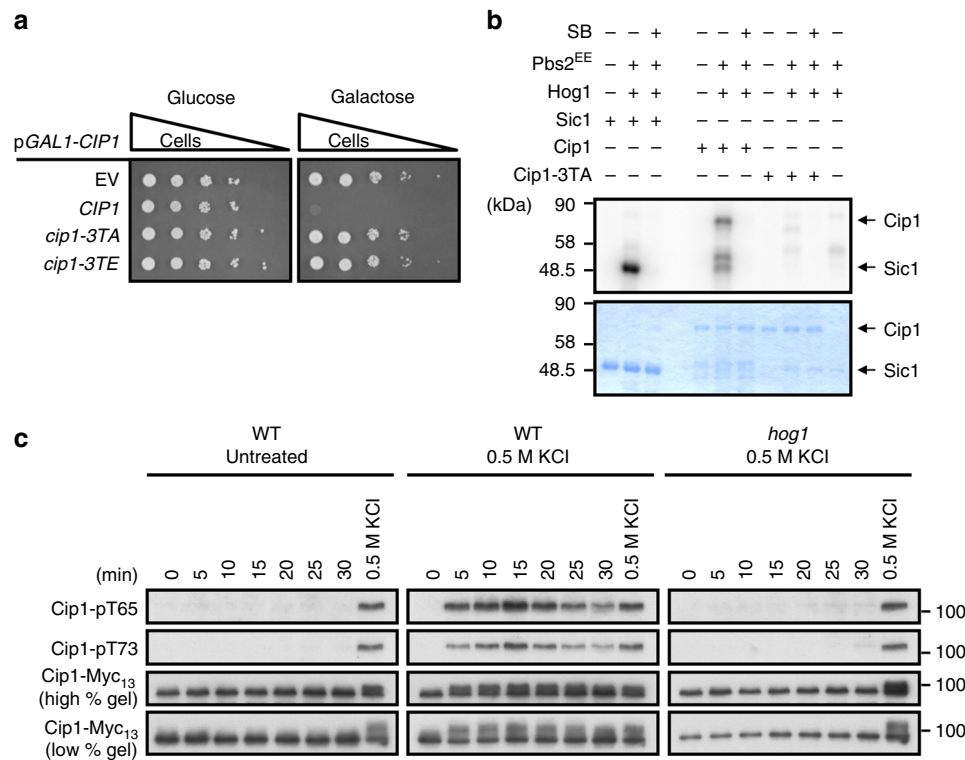 a
Glucose
Galactose
pGAL1-CIP1
Cells
Cells
EV
CIP1
cip1-3TA
cip1-3TE
b
SB – – + – – + – + –
Pbs2EE – + + – + + – + + +
Hog1 – + + – + + – + + +
Sic1 + + + – – – – – – –
Cip1 – – – + + + – – – –
Cip1-3TA – – – – – – + + + –
(kDa)
90
58
48.5
Cip1
Sic1
90
58
48.5
Cip1
Sic1
c
WT
Untreated
WT
0.5 M KCl
hog1
0.5 M KCl
(min) 0 5 10 15 20 25 30 0.5 M KCl 0 5 10 15 20 25 30 0.5 M KCl 0 5 10 15 20 25 30 0.5 M KCl
Cip1-pT65 100
Cip1-pT73 100
Cip1-Myc13
(high % gel) 100
Cip1-Myc13
(low % gel) 100